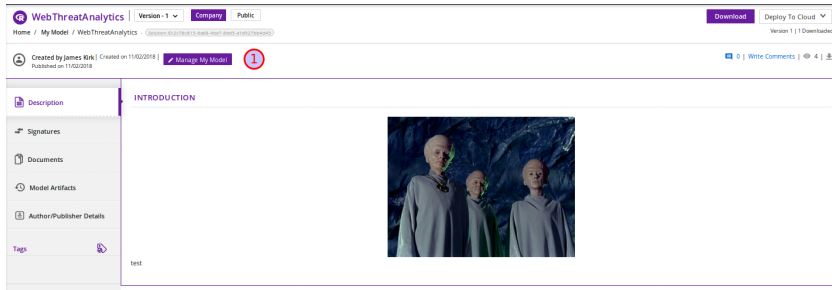 WebThreatAnalytics Version - 1 Company Public Download Deploy To Cloud
Home / My Model / WebThreatAnalytics - Version 1 | 1 Downloaded
Created by James Kirk | Created on 11/02/2018 | Manage My Model 1 0 | Write Comments | 4 |
Published on 11/02/2018
Description
INTRODUCTION
Signatures
Documents
Model Artifacts
Author/Publisher Details
Tags
test